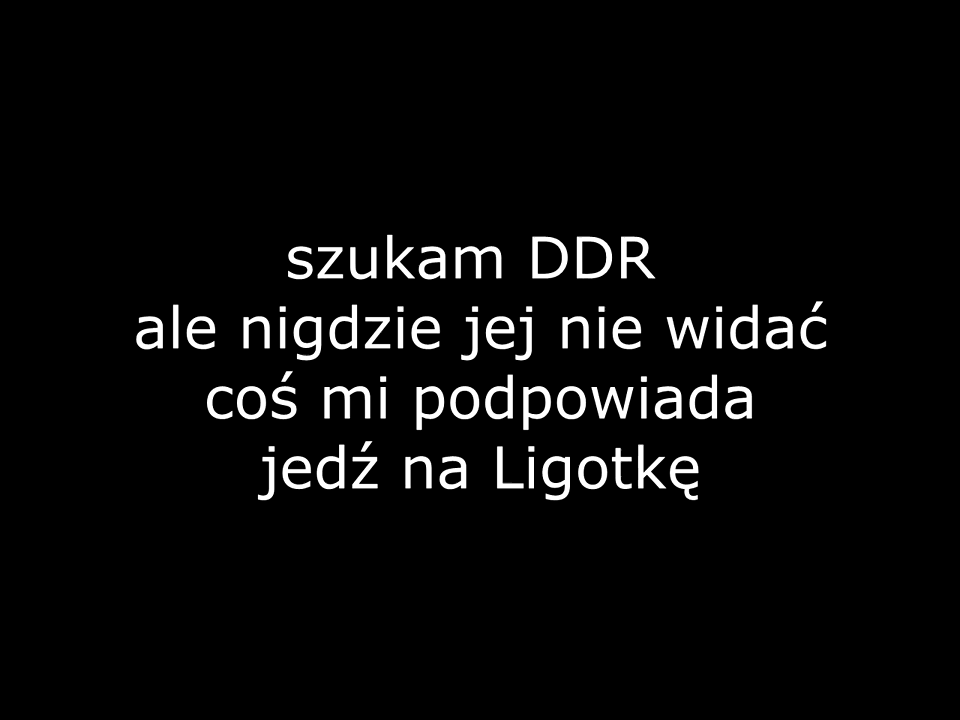 szukam DDR
ale nigdzie jej nie widać
coś mi podpowiada
jedź na Ligotkę